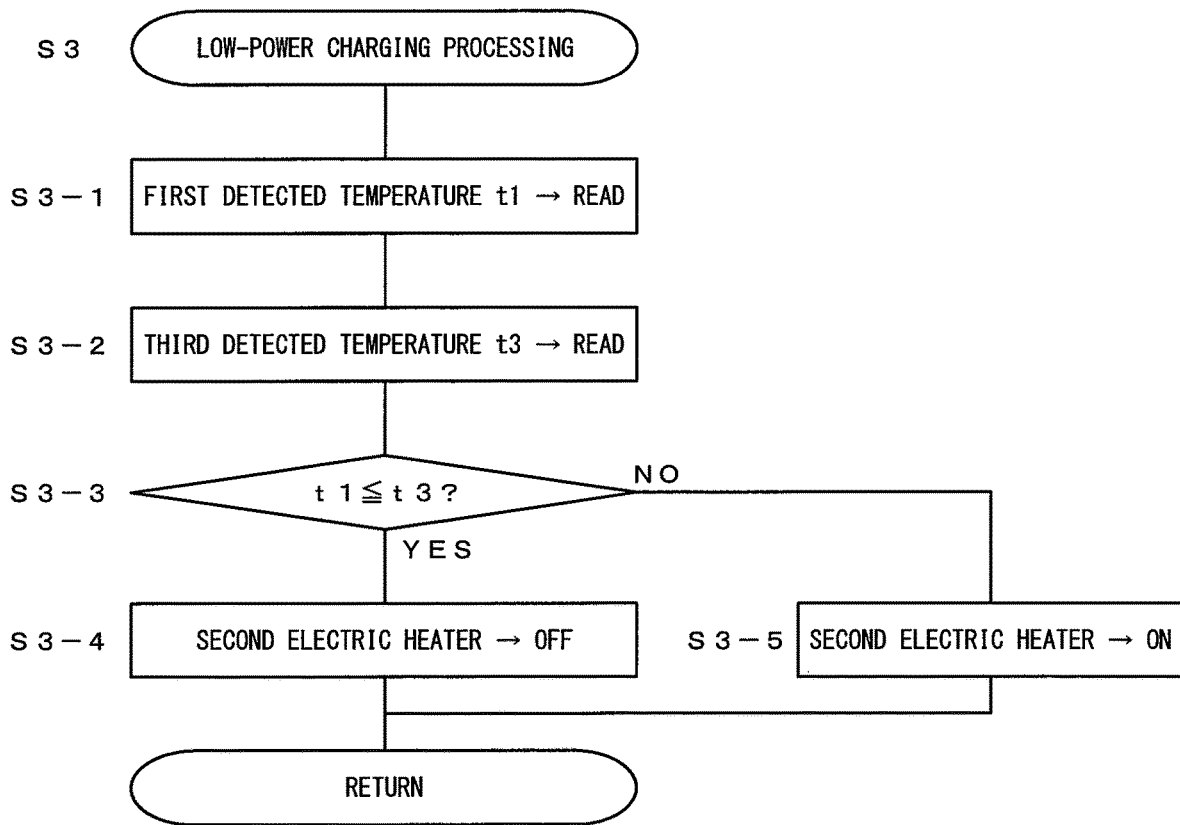 S3 LOW-POWER CHARGING PROCESSING
S3-1 FIRST DETECTED TEMPERATURE t1 → READ
S3-2 THIRD DETECTED TEMPERATURE t3 → READ
S3-3 t1≦t3? NO
YES
S3-4 SECOND ELECTRIC HEATER → OFF
S3-5 SECOND ELECTRIC HEATER → ON
RETURN